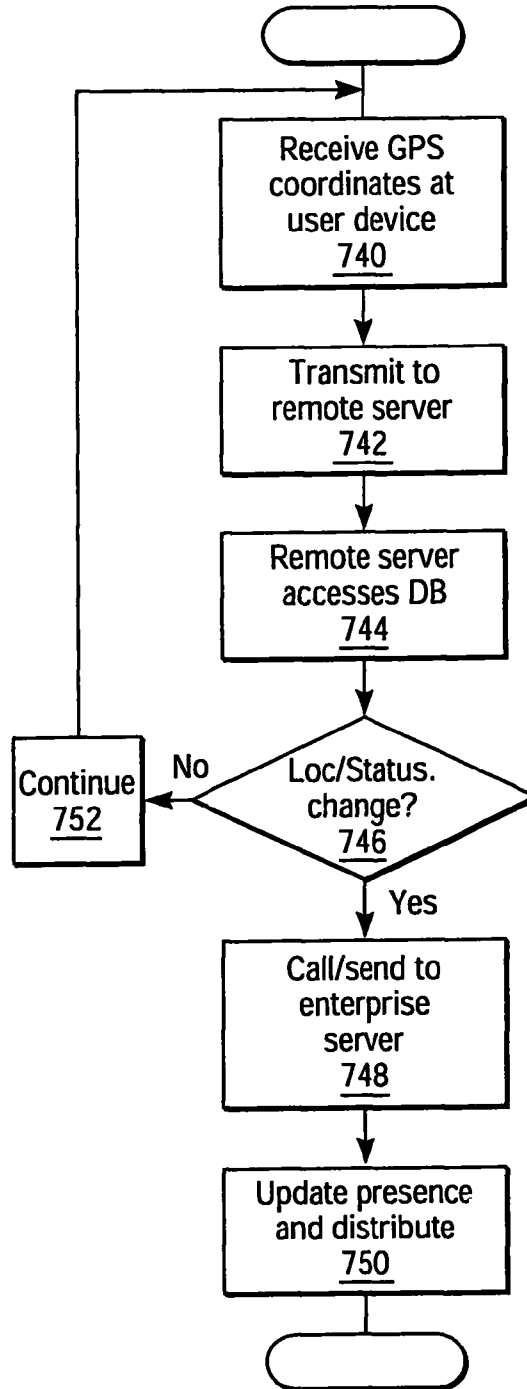 Receive GPS
coordinates at
user device
740
Transmit to
remote server
742
Remote server
accesses DB
744
Loc/Status.
change?
746
No
Continue
752
Yes
Call/send to
enterprise
server
748
Update presence
and distribute
750